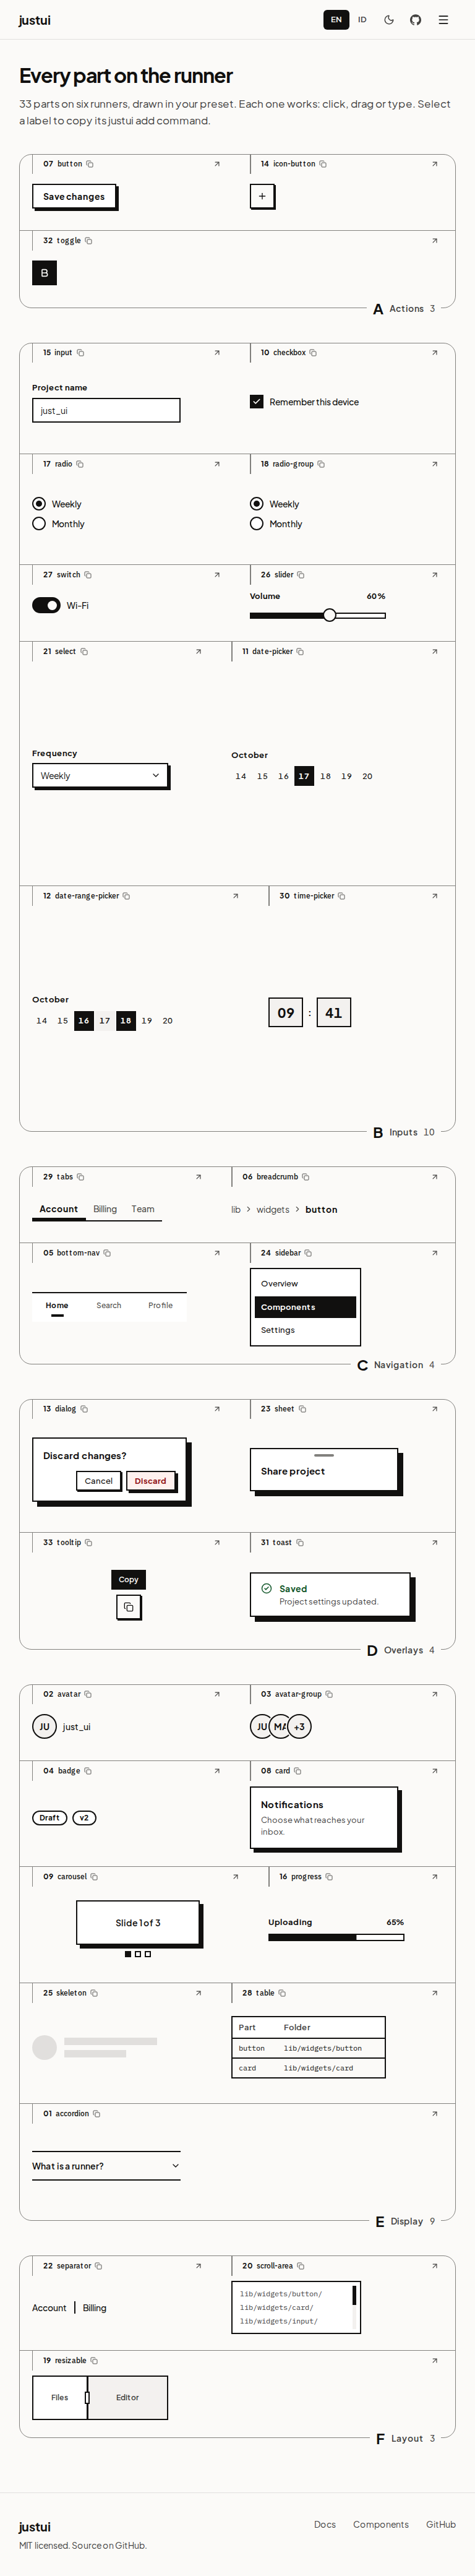 justui
EN ID
Every part on the runner
33 parts on six runners, drawn in your preset. Each one works: click, drag or type. Select
a label to copy its justui add command.
07 button
14 icon-button
Save changes
32 toggle
B
A Actions 3
15 input
10 checkbox
Project name
just_ui
Remember this device
17 radio
18 radio-group
Weekly
Monthly
Weekly
Monthly
27 switch
26 slider
Wi-Fi
Volume 60%
21 select
11 date-picker
Frequency
Weekly
October
14 15 16 17 18 19 20
12 date-range-picker
30 time-picker
October
14 15 16 17 18 19 20
09 : 41
B Inputs 10
29 tabs
06 breadcrumb
Account Billing Team
lib > widgets > button
05 bottom-nav
24 sidebar
Home Search Profile
Overview
Components
Settings
C Navigation 4
13 dialog
23 sheet
Discard changes?
Cancel Discard
Share project
33 tooltip
31 toast
Copy
Saved
Project settings updated.
D Overlays 4
02 avatar
03 avatar-group
JU just_ui
JU MA +3
04 badge
08 card
Draft v2
Notifications
Choose what reaches your
inbox.
09 carousel
16 progress
Slide 1 of 3
Uploading 65%
25 skeleton
28 table
Part Folder
button lib/widgets/button
card lib/widgets/card
01 accordion
What is a runner?
E Display 9
22 separator
20 scroll-area
Account Billing
lib/widgets/button/
lib/widgets/card/
lib/widgets/input/
19 resizable
Files Editor
F Layout 3
justui
Docs Components GitHub
MIT licensed. Source on GitHub.